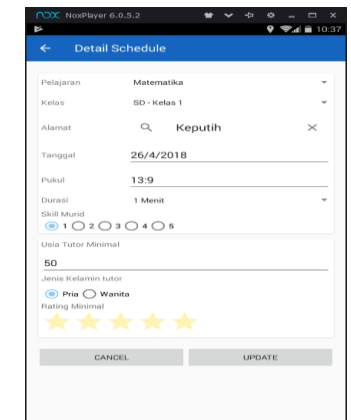 nox NoxPlayer 6.0.5.2
10:37
Detail Schedule
Pelajaran Matematika
Kelas SD - Kelas 1
Alamat Keputih
Tanggal 26/4/2018
Pukul 13:9
Durasi 1 Menit
Skill Murid
1 2 3 4 5
Usia Tutor Minimal
50
Jenis Kelamin tutor
Pria Wanita
Rating Minimal
CANCEL UPDATE